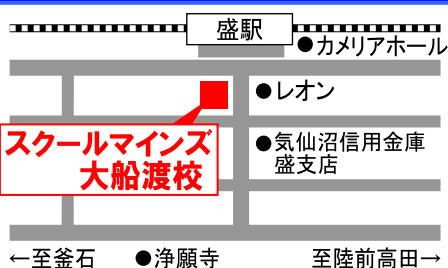 盛駅
●カメリアホール
●レオン
スクールマインズ
大船渡校
●気仙沼信用金庫
盛支店
←至釜石
●浄願寺
至陸前高田→